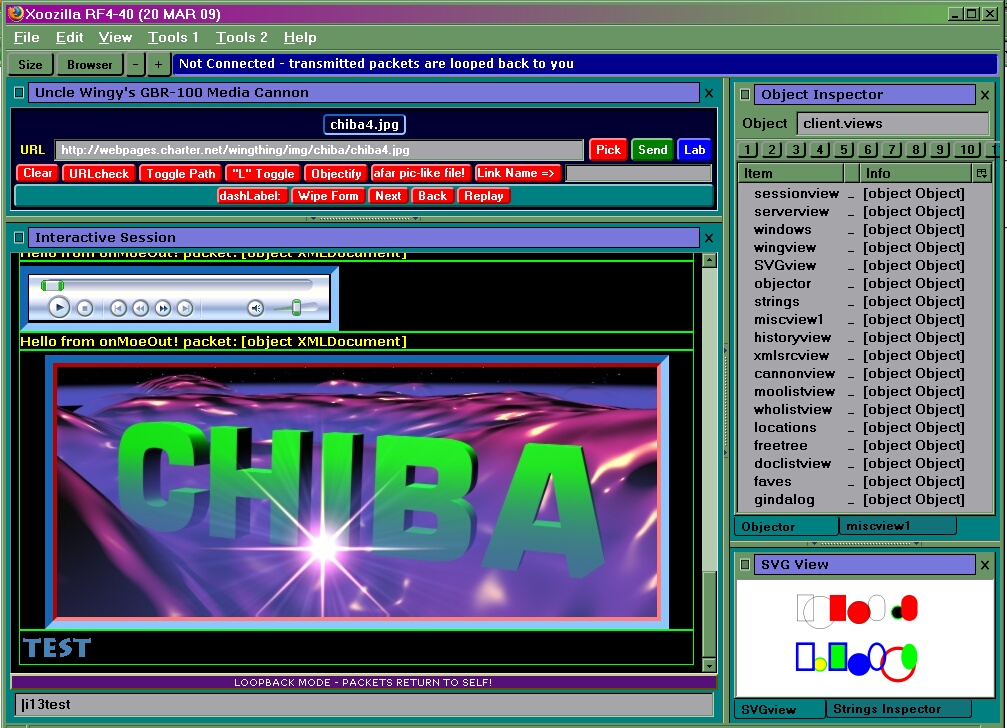 Xoozilla RF4-40 (20 MAR 09)
File Edit View Tools 1 Tools 2 Help
Size Browser - + Not Connected - transmitted packets are looped back to you
Uncle Wingy's GBR-100 Media Cannon
chiba4.jpg
URL http://webpages.charter.net/wingthing/img/chiba/chiba4.jpg Pick Send Lab
Clear URLcheck Toggle Path "L" Toggle Objectify afar pic-like file! Link Name =>
dashLabel: Wipe Form Next Back Replay
Interactive Session
Hello from onMoeOut! packet: [object XMLDocument]
Hello from onMoeOut! packet: [object XMLDocument]
CHIBA
TEST
LOOPBACK MODE - PACKETS RETURN TO SELF!
i13test
Object Inspector
Object client.views
1 2 3 4 5 6 7 8 9 10 1
Item Info
sessionview _ [object Object]
serverview _ [object Object]
windows _ [object Object]
wingview _ [object Object]
SVGview _ [object Object]
objector _ [object Object]
strings _ [object Object]
miscview1 _ [object Object]
historyview _ [object Object]
xmlsrcview _ [object Object]
cannonview _ [object Object]
moolistview _ [object Object]
wholistview _ [object Object]
locations _ [object Object]
freetree _ [object Object]
doclistview _ [object Object]
faves _ [object Object]
gindalog _ [object Object]
Objector miscview1
SVG View
SVGview Strings Inspector